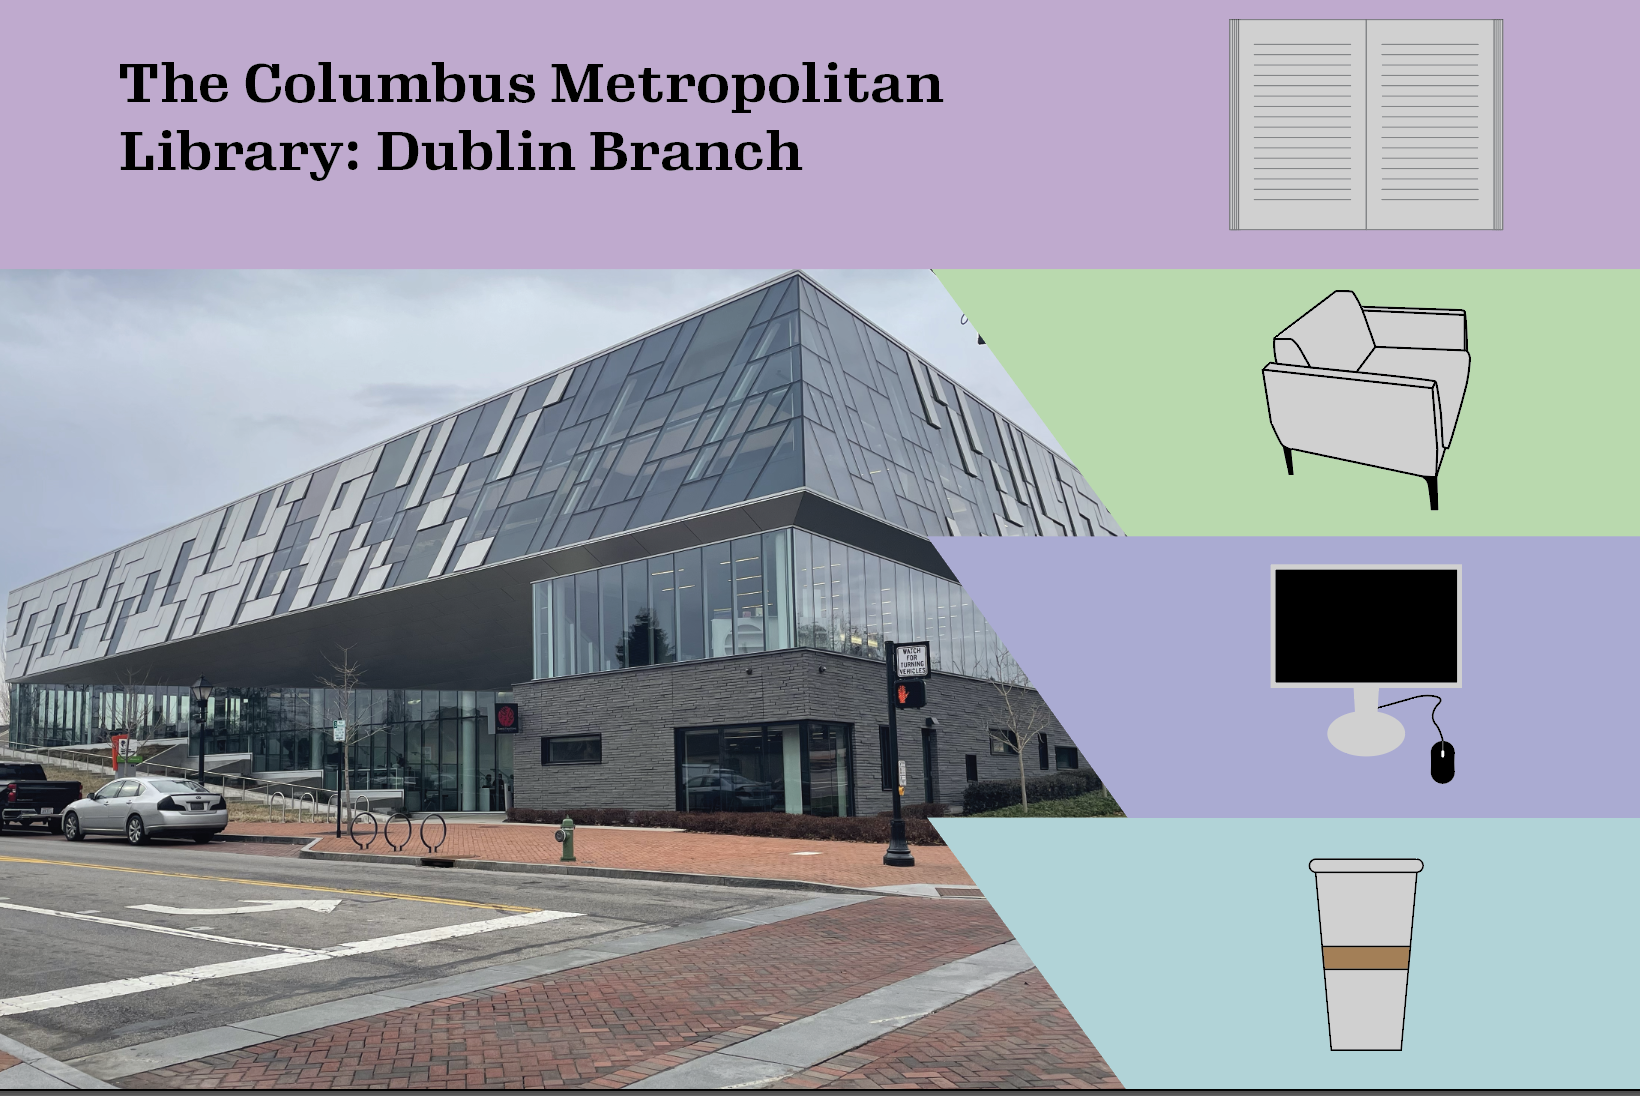 The Columbus Metropolitan
Library: Dublin Branch
WATCH
FOR
TURNING
VEHICLES